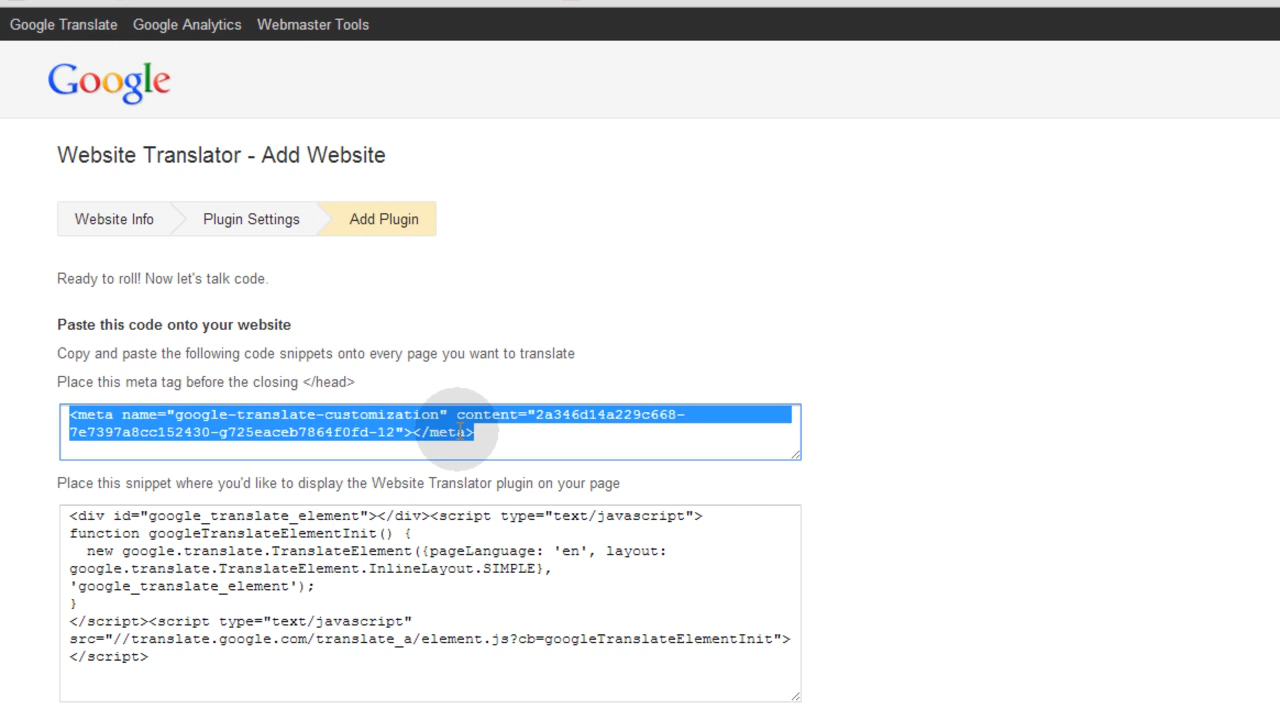 Google Translate Google Analytics Webmaster Tools
Google
Website Translator - Add Website
Website Info Plugin Settings Add Plugin
Ready to roll! Now let's talk code.
Paste this code onto your website
Copy and paste the following code snippets onto every page you want to translate
Place this meta tag before the closing </head>
<meta name="google-translate-customization" content="2a346d14a229c668-
7e7397a8cc152430-g725eaceb7864f0fd-12"></meta>
Place this snippet where you'd like to display the Website Translator plugin on your page
<div id="google_translate_element"></div><script type="text/javascript">
function googleTranslateElementInit() {
  new google.translate.TranslateElement({pageLanguage: 'en', layout:
google.translate.TranslateElement.InlineLayout.SIMPLE},
'google_translate_element');
}
</script><script type="text/javascript"
src="//translate.google.com/translate_a/element.js?cb=googleTranslateElementInit">
</script>